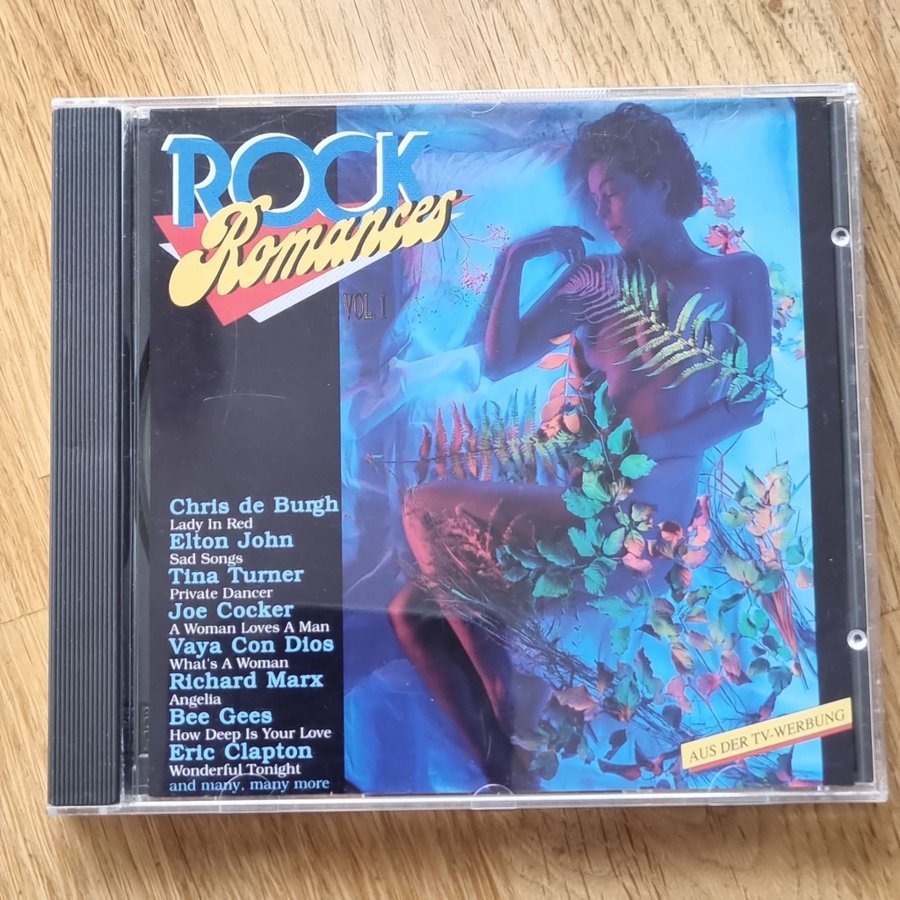 ROCK
Romances
VOL. 1
Chris de Burgh
Lady In Red
Elton John
Sad Songs
Tina Turner
Private Dancer
Joe Cocker
A Woman Loves A Man
Vaya Con Dios
What's A Woman
Richard Marx
Angelia
Bee Gees
How Deep Is Your Love
Eric Clapton
Wonderful Tonight
and many, many more
AUS DER TV-WERBUNG